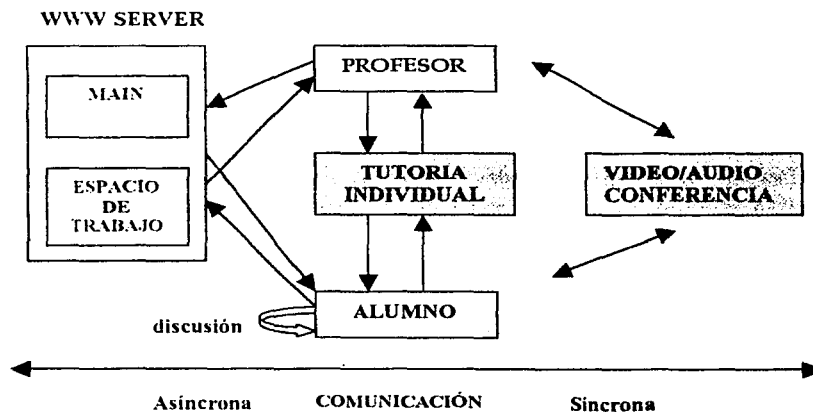 WWW SERVER
MAIN
ESPACIO
DE
TRABAJO
PROFESOR
TUTORIA
INDIVIDUAL
ALUMNO
discusión
VIDEO/AUDIO
CONFERENCIA
Asíncrona COMUNICACIÓN Síncrona